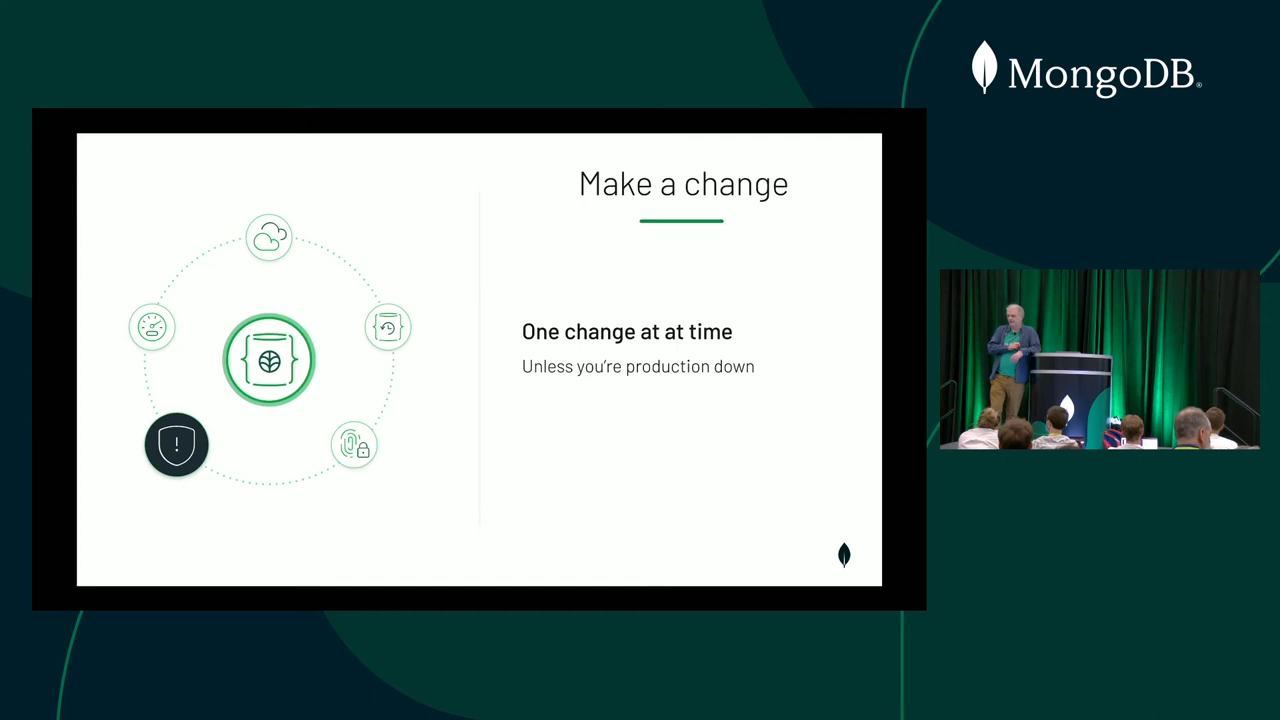 MongoDB®
Make a change
One change at at time
Unless you're production down